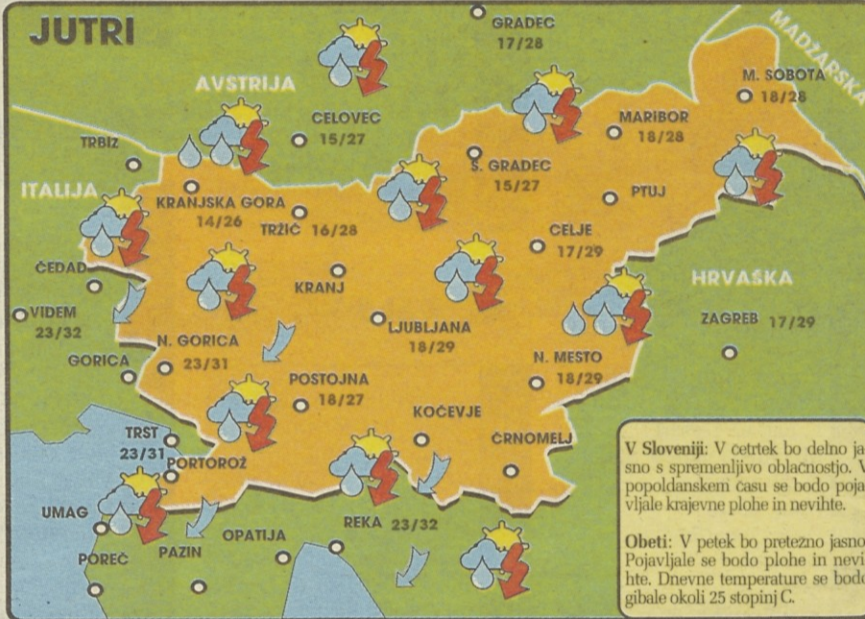 JUTRI
GRADEC
17/28
MADŽARSKA
AVSTRIJA
M. SOBOTA
18/28
CELOVEC
15/27
MARIBOR
18/28
TRBIŽ
S. GRADEC
15/27
ITALIJA
KRANJSKA GORA
14/26
PTUJ
TRŽIČ 16/28
CELJE
17/29
ČEDAD
KRANJ
HRVAŠKA
VIDEM
23/32
LJUBLJANA
18/29
ZAGREB 17/29
N. GORICA
23/31
GORICA
N. MESTO
18/29
POSTOJNA
18/27
KOČEVJE
TRST
23/31
ČRNOMELJ
PORTOROŽ
UMAG
REKA 23/32
OPATIJA
POREČ
PAZIN
V Sloveniji: V četrtek bo delno ja-
sno s spremenljivo oblačnostjo. V
popoldanskem času se bodo poja-
vljale krajevne plohe in nevihte.
Obeti: V petek bo pretežno jasno.
Pojavljale se bodo plohe in nevi-
hte. Dnevne temperature se bodo
gibale okoli 25 stopinj C.